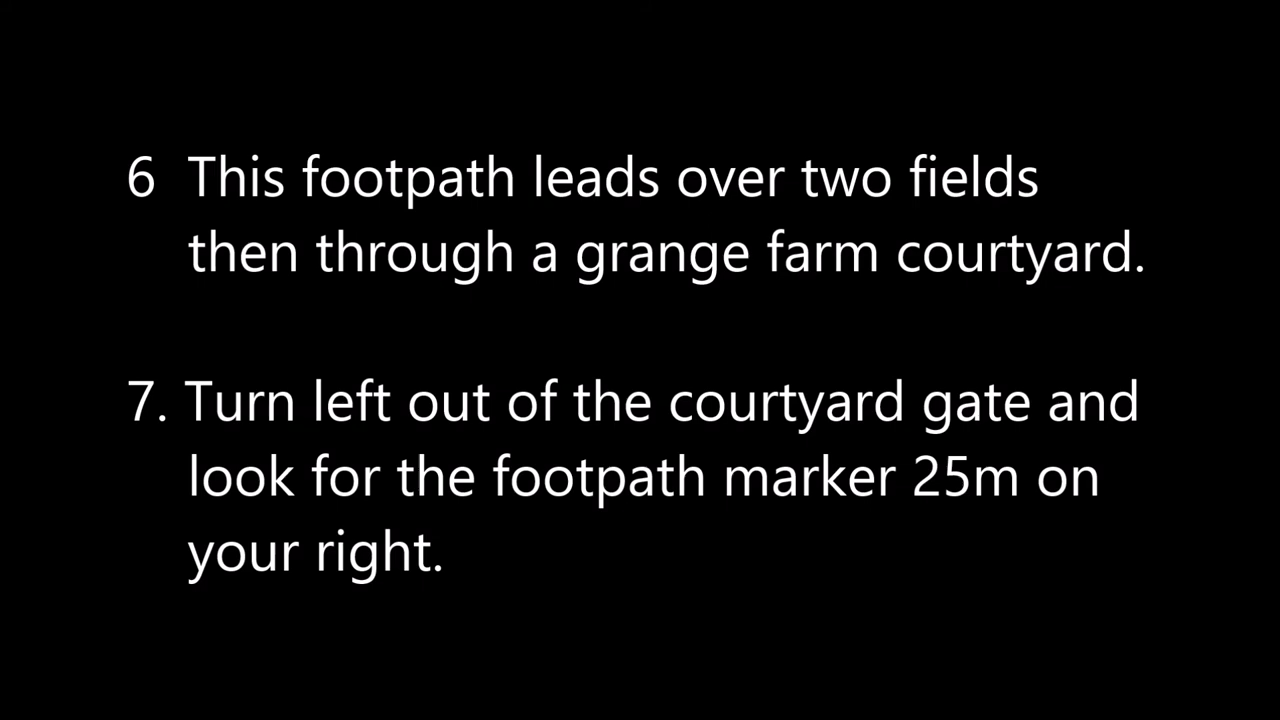 6 This footpath leads over two fields
then through a grange farm courtyard.
7. Turn left out of the courtyard gate and
look for the footpath marker 25m on
your right.